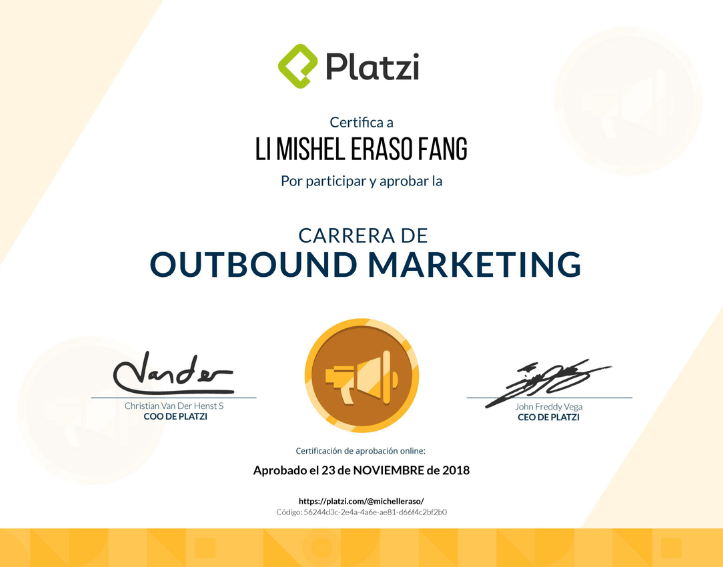 Platzi
Certifica a
LI MISHEL ERASO FANG
Por participar y aprobar la
CARRERA DE
OUTBOUND MARKETING
Vander
Christian Van Der Henst S
COO DE PLATZI
John Freddy Vega
CEO DE PLATZI
Certificación de aprobación online:
Aprobado el 23 de NOVIEMBRE de 2018
https://platzi.com/@michelleraso/
Código: 56244d3c-2e4a-4a6e-ae81-d66f4c2bf2b0